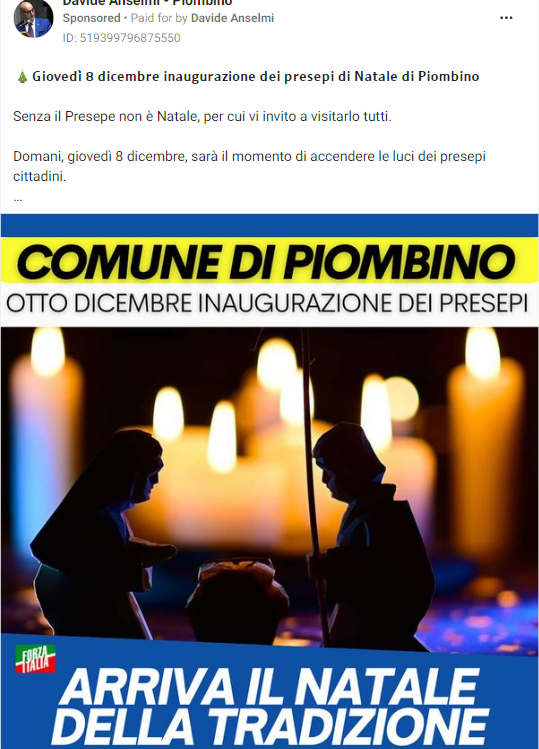 Davide Anselmi - Piombino
Sponsored • Paid for by Davide Anselmi
ID: 519399796875550
🎄 Giovedì 8 dicembre inaugurazione dei presepi di Natale di Piombino
Senza il Presepe non è Natale, per cui vi invito a visitarlo tutti.
Domani, giovedì 8 dicembre, sarà il momento di accendere le luci dei presepi
cittadini.
...
COMUNE DI PIOMBINO
OTTO DICEMBRE INAUGURAZIONE DEI PRESEPI
FORZA
ITALIA
ARRIVA IL NATALE
DELLA TRADIZIONE